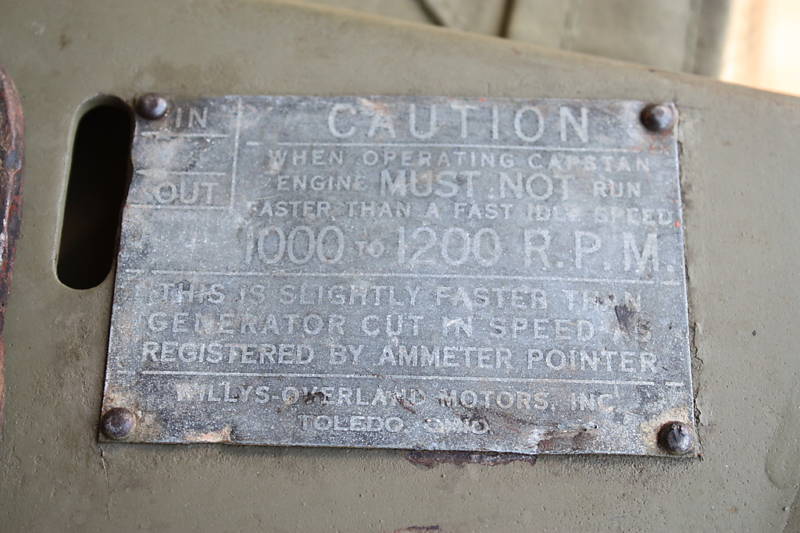 IN
OUT
CAUTION
WHEN OPERATING CAPSTAN
ENGINE MUST NOT RUN
FASTER THAN A FAST IDLE SPEED
1000 TO 1200 R.P.M.
THIS IS SLIGHTLY FASTER THAN
GENERATOR CUT IN SPEED AS
REGISTERED BY AMMETER POINTER
WILLYS-OVERLAND MOTORS, INC.
TOLEDO, OHIO.